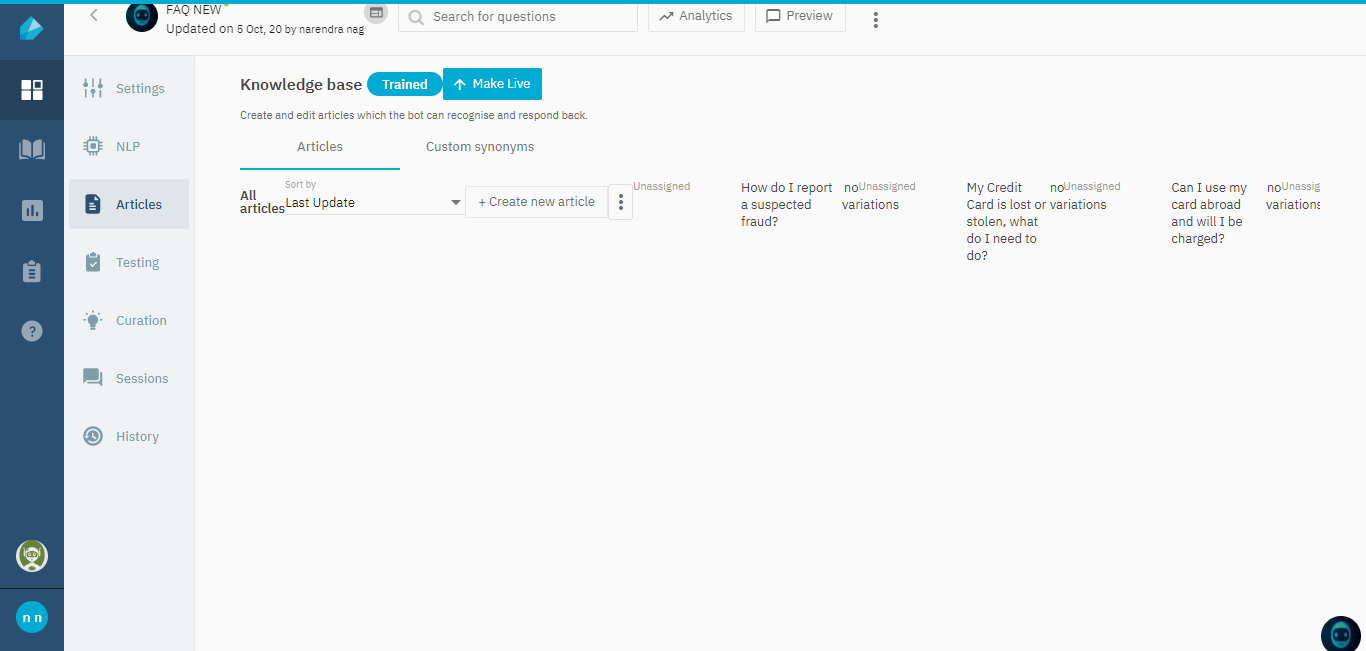 FAQ NEW
Updated on 5 Oct, 20 by narendra nag
Search for questions
Analytics
Preview
Settings
NLP
Articles
Testing
Curation
Sessions
History
n n
Knowledge base
Trained
Make Live
Create and edit articles which the bot can recognise and respond back.
Articles
Custom synonyms
All
articles
Sort by
Last Update
+ Create new article
Unassigned
How do I report
a suspected
fraud?
no
variations
Unassigned
My Credit
Card is lost or
stolen, what
do I need to
do?
no
variations
Unassigned
Can I use my
card abroad
and will I be
charged?
no
variations
Unassig